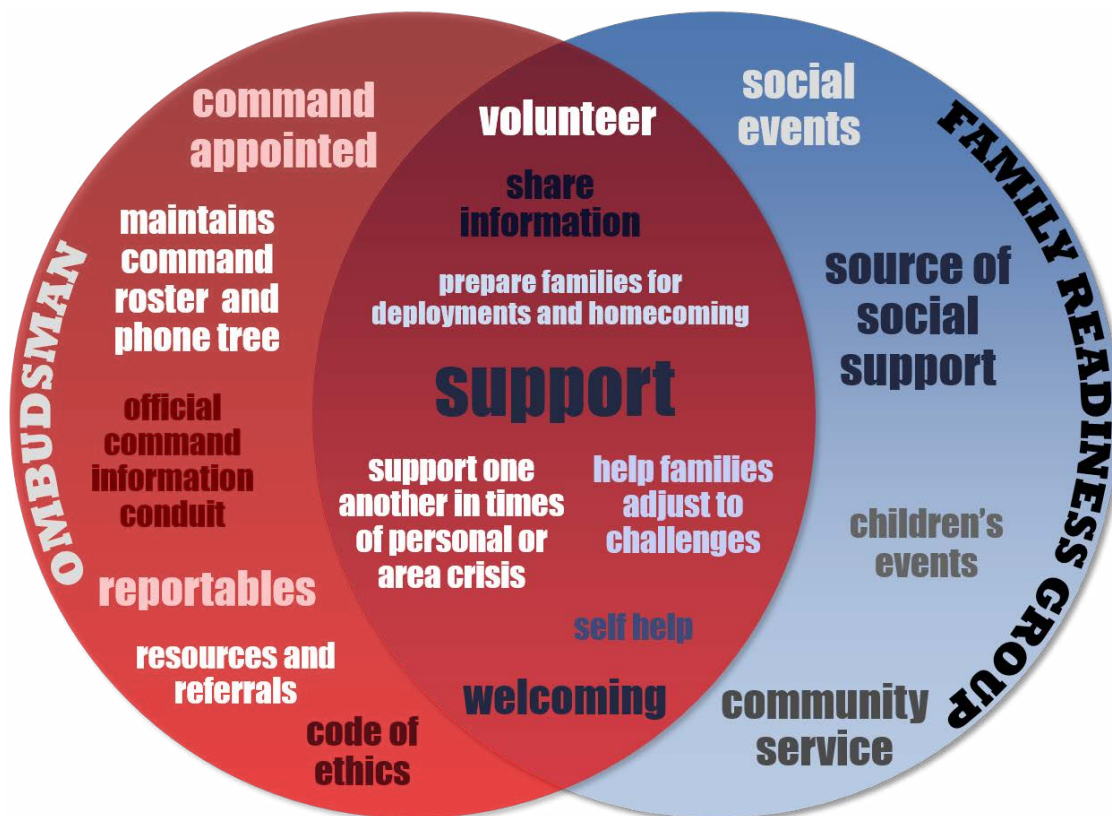 OMBUDSMAN
command
appointed
maintains
command
roster and
phone tree
official
command
information
conduit
reportables
resources and
referrals
code of
ethics
volunteer
share
information
prepare families for
deployments and homecoming
support
support one
another in times
of personal or
area crisis
help families
adjust to
challenges
self help
welcoming
social
events
source of
social
support
children's
events
community
service
FAMILY READINESS GROUP